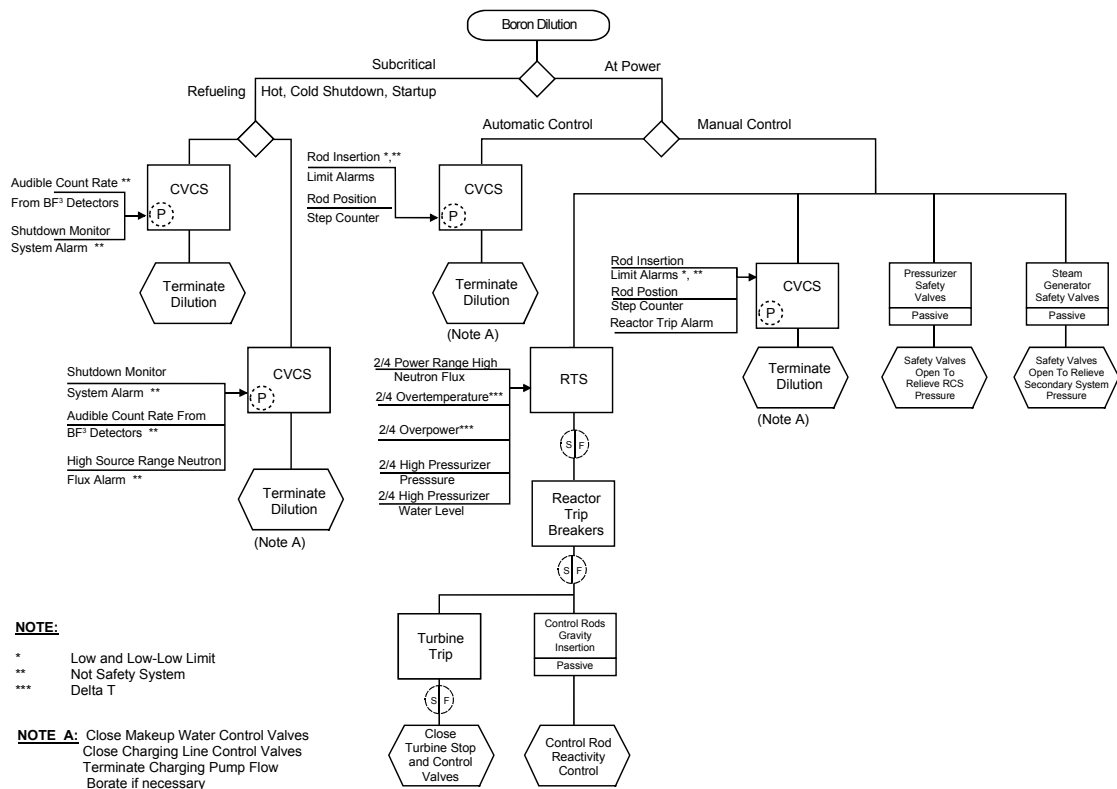 Boron Dilution
Subcritical
At Power
Refueling
Hot, Cold Shutdown, Startup
Automatic Control
Manual Control
Audible Count Rate **
From BF³ Detectors
Shutdown Monitor
System Alarm **
CVCS
P
Terminate
Dilution
Rod Insertion *,**
Limit Alarms
Rod Position
Step Counter
CVCS
P
Terminate
Dilution
(Note A)
Rod Insertion
Limit Alarms *, **
Rod Postion
Step Counter
Reactor Trip Alarm
CVCS
P
Terminate
Dilution
(Note A)
Pressurizer
Safety
Valves
Passive
Safety Valves
Open To
Relieve RCS
Pressure
Steam
Generator
Safety Valves
Passive
Safety Valves
Open To Relieve
Secondary System
Pressure
Shutdown Monitor
System Alarm **
Audible Count Rate From
BF³ Detectors **
High Source Range Neutron
Flux Alarm **
CVCS
P
Terminate
Dilution
(Note A)
2/4 Power Range High
Neutron Flux
2/4 Overtemperature***
2/4 Overpower***
2/4 High Pressurizer
Presssure
2/4 High Pressurizer
Water Level
RTS
S F
Reactor
Trip
Breakers
S F
Turbine
Trip
S F
Close
Turbine Stop
and Control
Valves
Control Rods
Gravity
Insertion
Passive
Control Rod
Reactivity
Control
NOTE:
* Low and Low-Low Limit
** Not Safety System
*** Delta T
NOTE A: Close Makeup Water Control Valves
Close Charging Line Control Valves
Terminate Charging Pump Flow
Borate if necessary